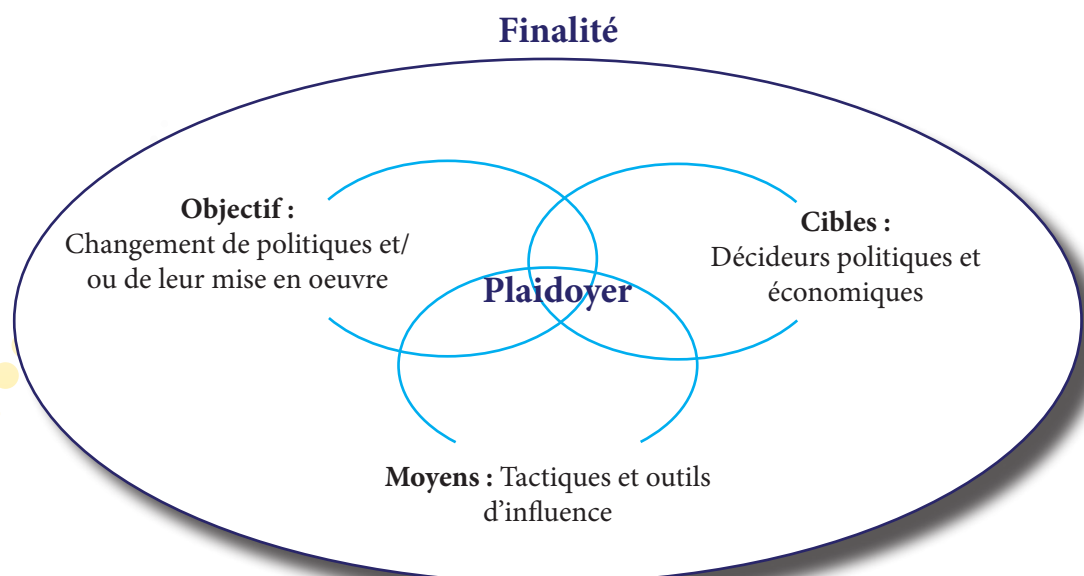 Finalité
Objectif :
Changement de politiques et/
ou de leur mise en oeuvre
Cibles :
Décideurs politiques et
économiques
Plaidoyer
Moyens : Tactiques et outils
d’influence